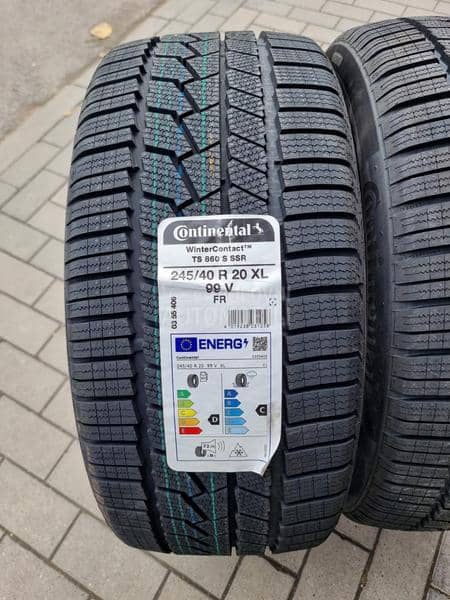 Continental
WinterContact™
TS 860 S SSR
245/40 R 20 XL
99 V
FR
03 55 406
ENERG
Continental
245/40 R 20 99 V XL
A
B
C
D
E
D
A
B
C
D
E
C